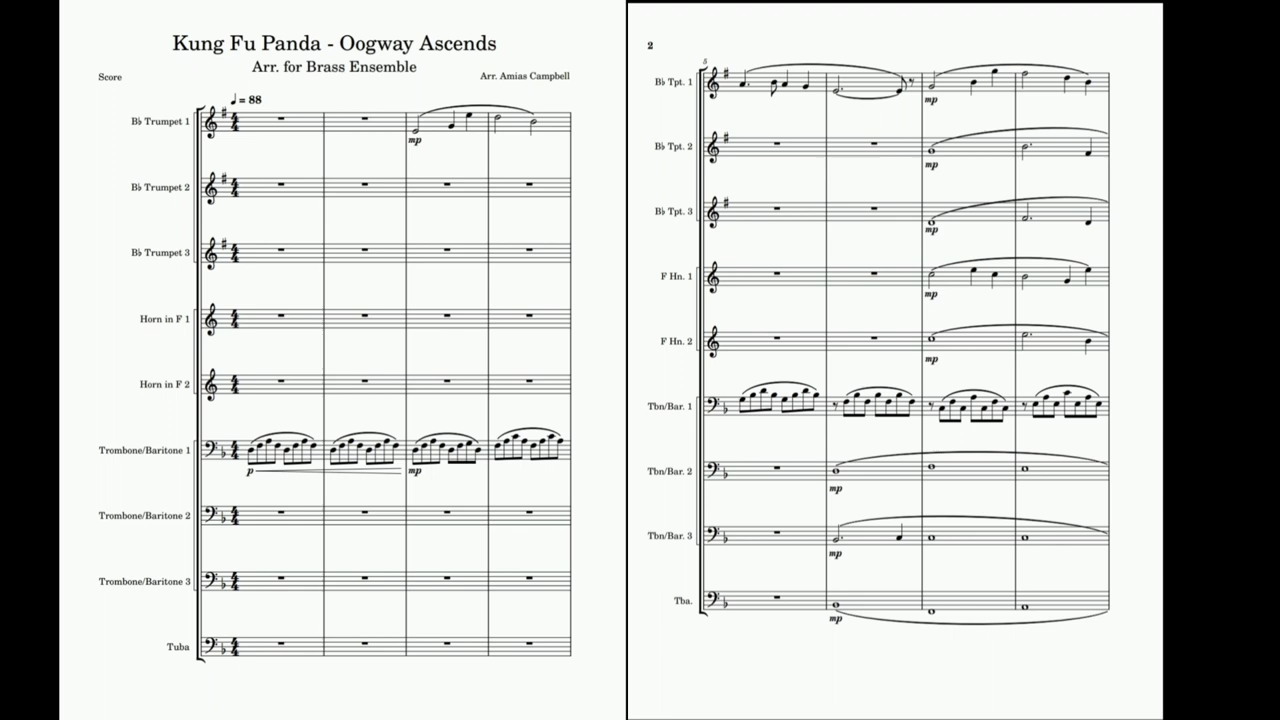 Kung Fu Panda - Oogway Ascends
Arr. for Brass Ensemble
Score
Arr. Amias Campbell
♩ = 88
B♭ Trumpet 1
mp
B♭ Trumpet 2
B♭ Trumpet 3
Horn in F 1
Horn in F 2
Trombone/Baritone 1
p mp
Trombone/Baritone 2
Trombone/Baritone 3
Tuba
2
5
B♭ Tpt. 1
mp
B♭ Tpt. 2
mp
B♭ Tpt. 3
mp
F Hn. 1
mp
F Hn. 2
mp
Tbn/Bar. 1
Tbn/Bar. 2
mp
Tbn/Bar. 3
mp
Tba.
mp